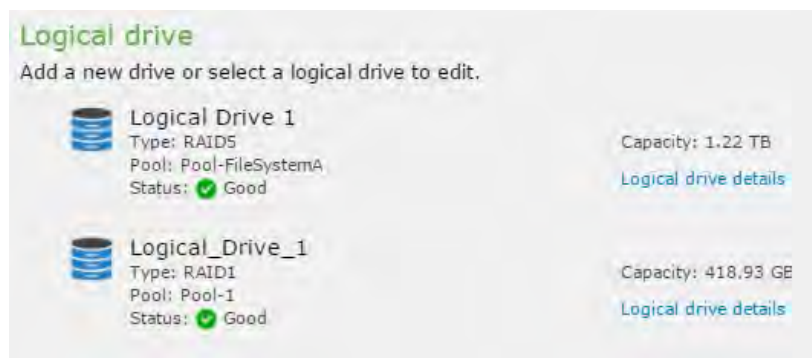 Logical drive
Add a new drive or select a logical drive to edit.
Logical Drive 1
Type: RAID5
Pool: Pool-FileSystemA
Status: Good
Capacity: 1.22 TB
Logical drive details
Logical_Drive_1
Type: RAID1
Pool: Pool-1
Status: Good
Capacity: 418.93 GB
Logical drive details